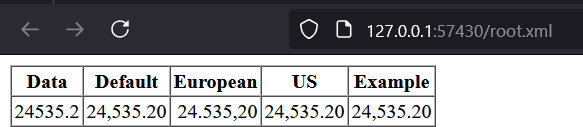 127.0.0.1:57430/root.xml
Data Default European US Example
24535.2 24,535.20 24.535,20 24,535.20 24,535.20